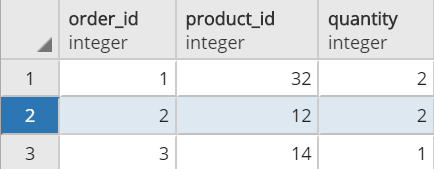 order_id product_id quantity
integer integer integer
1 1 32 2
2 2 12 2
3 3 14 1